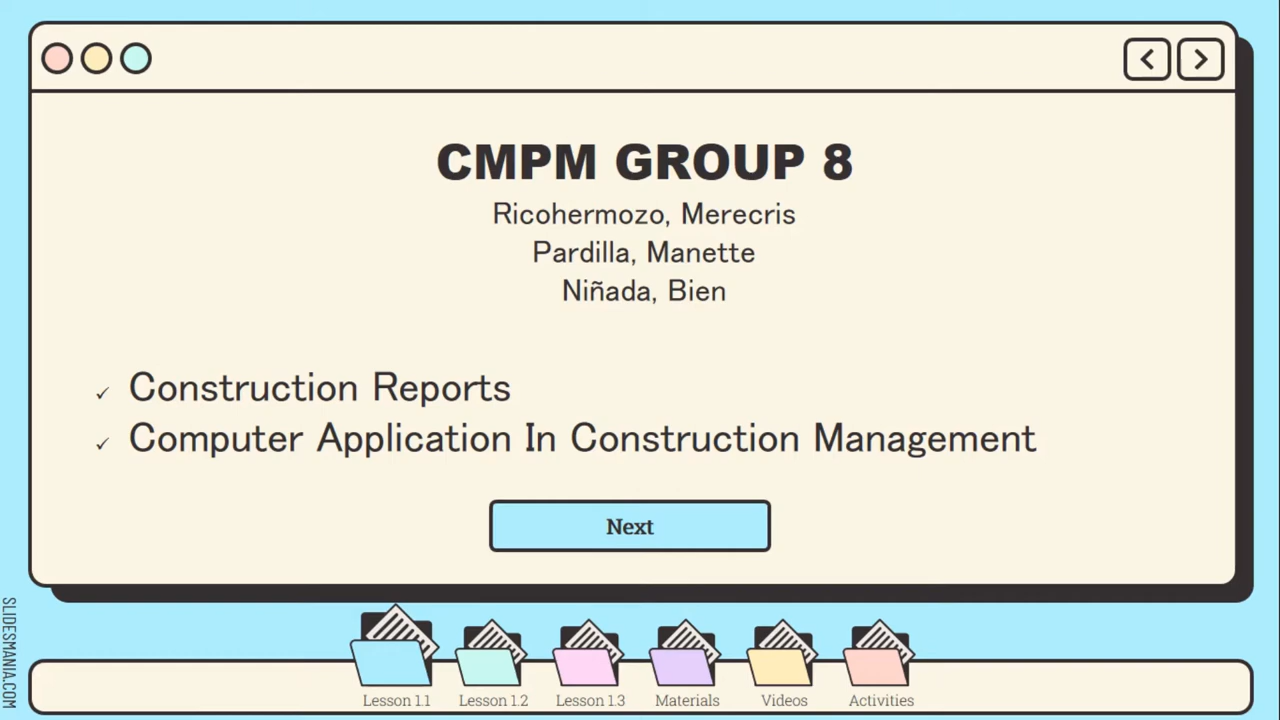 CMPM GROUP 8
Ricohermozo, Merecris
Pardilla, Manette
Niñada, Bien
✓ Construction Reports
✓ Computer Application In Construction Management
Next
SLIDESMANIA.COM
Lesson 1.1
Lesson 1.2
Lesson 1.3
Materials
Videos
Activities